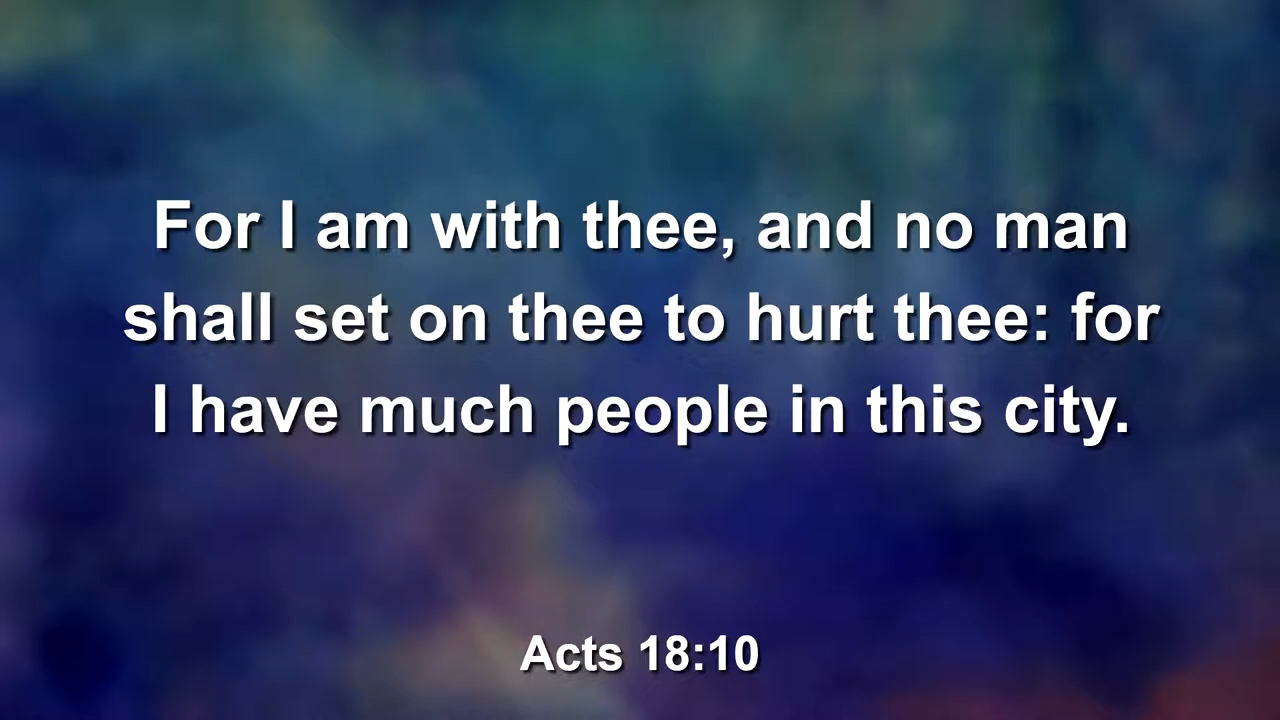 For I am with thee, and no man
shall set on thee to hurt thee: for
I have much people in this city.
Acts 18:10